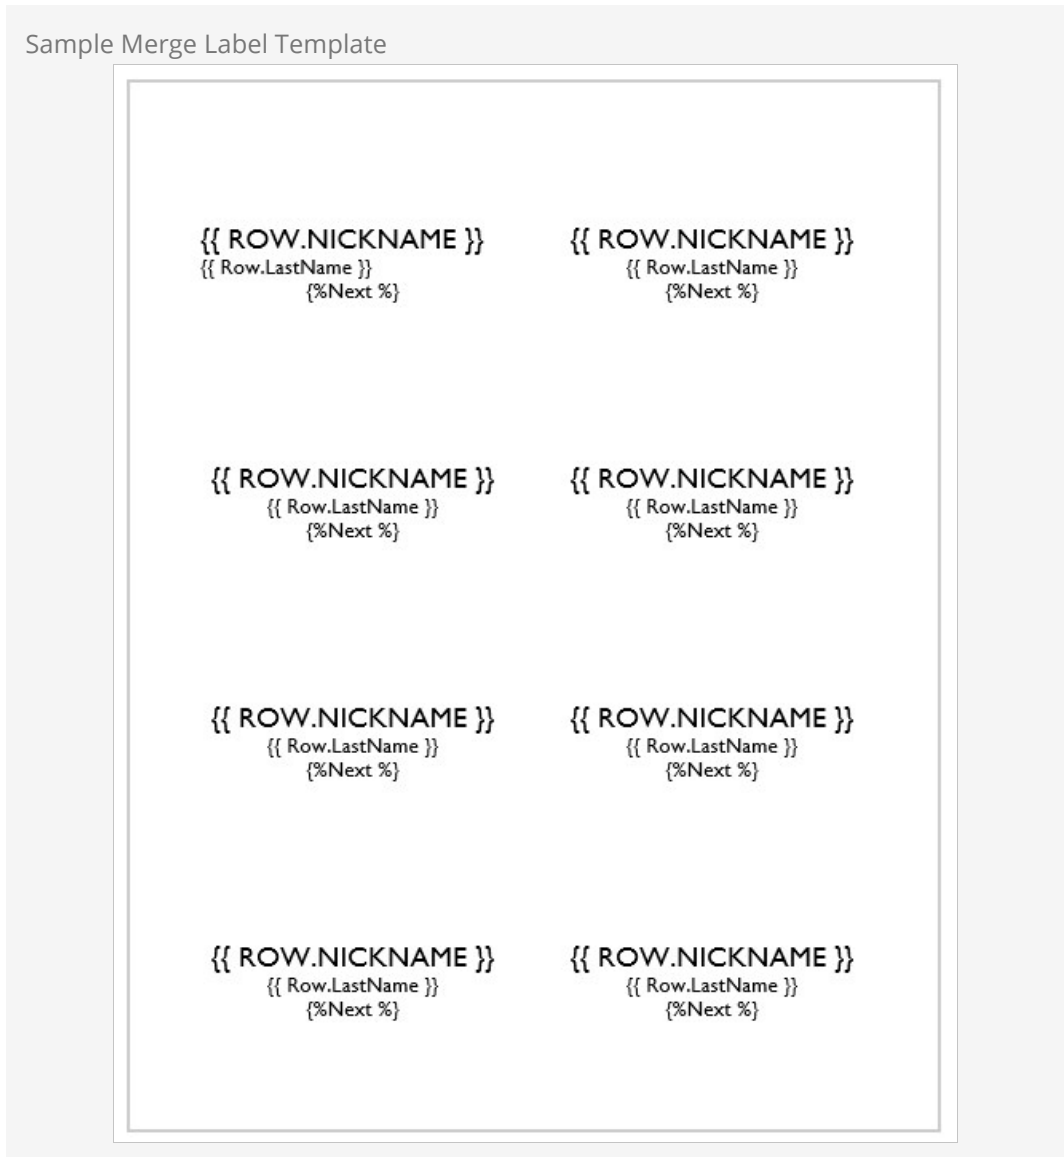 Sample Merge Label Template
{{ ROW.NICKNAME }} {{ ROW.NICKNAME }}
{{ Row.LastName }} {{ Row.LastName }}
{%Next %} {%Next %}
{{ ROW.NICKNAME }} {{ ROW.NICKNAME }}
{{ Row.LastName }} {{ Row.LastName }}
{%Next %} {%Next %}
{{ ROW.NICKNAME }} {{ ROW.NICKNAME }}
{{ Row.LastName }} {{ Row.LastName }}
{%Next %} {%Next %}
{{ ROW.NICKNAME }} {{ ROW.NICKNAME }}
{{ Row.LastName }} {{ Row.LastName }}
{%Next %} {%Next %}